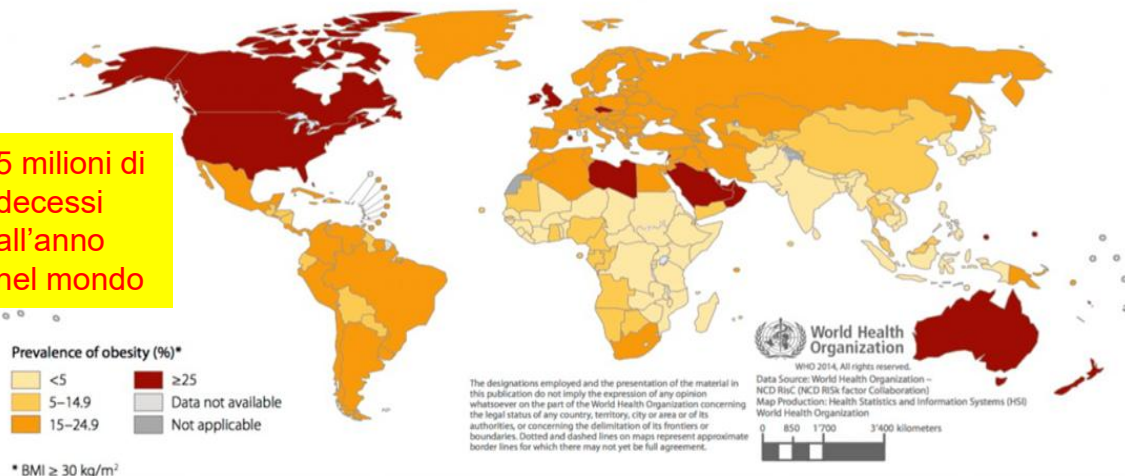 5 milioni di
decessi
all'anno
nel mondo
Prevalence of obesity (%)*
<5
5–14.9
15–24.9
≥25
Data not available
Not applicable
* BMI ≥ 30 kg/m²
The designations employed and the presentation of the material in
this publication do not imply the expression of any opinion
whatsoever on the part of the World Health Organization concerning
the legal status of any country, territory, city or area or of its
authorities, or concerning the delimitation of its frontiers or
boundaries. Dotted and dashed lines on maps represent approximate
border lines for which there may not yet be full agreement.
World Health
Organization
WHO 2014, All rights reserved.
Data Source: World Health Organization –
NCD RisC (NCD RISk factor Collaboration)
Map Production: Health Statistics and Information Systems (HSI)
World Health Organization
0 850 1'700 3'400 kilometers